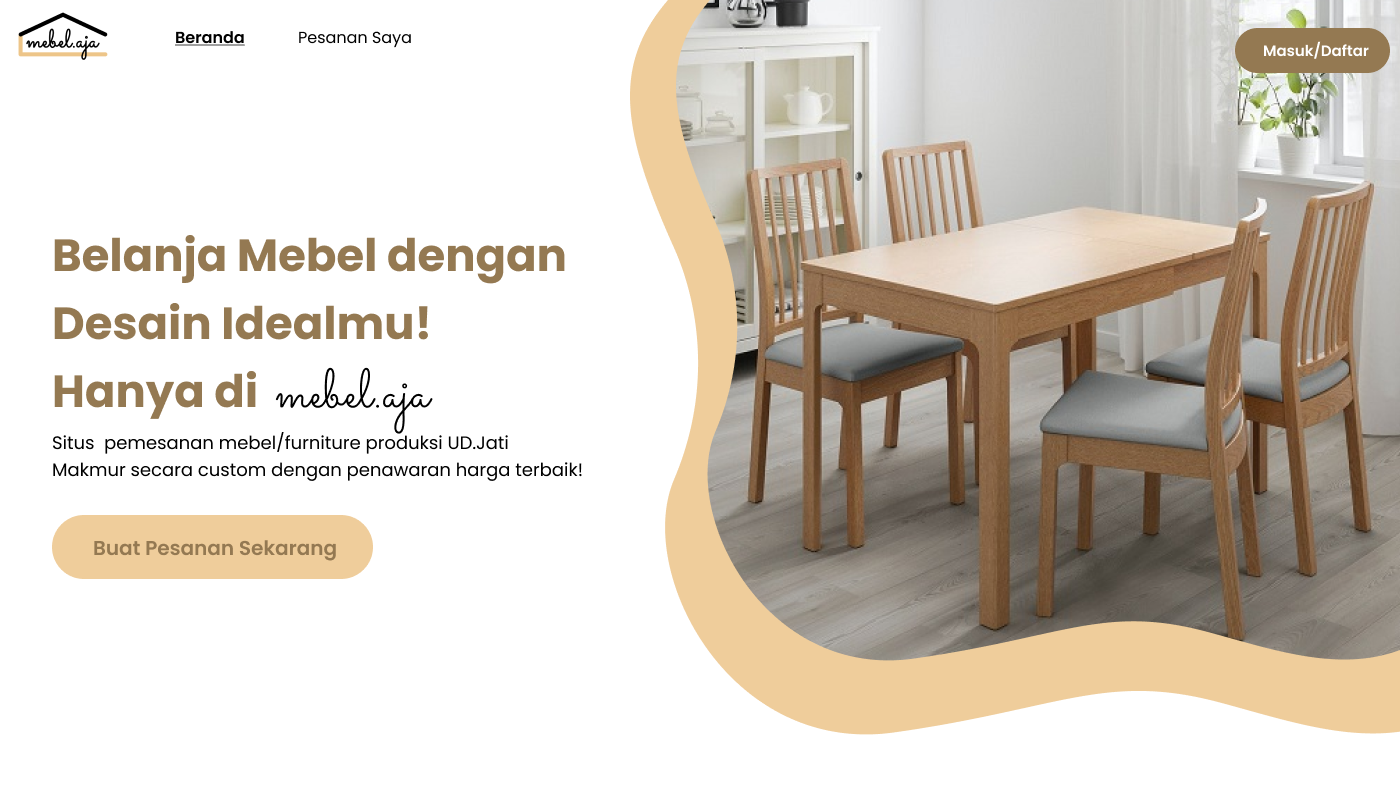 mebel.aja
Beranda
Pesanan Saya
Masuk/Daftar
Belanja Mebel dengan
Desain Idealmu!
Hanya di mebel.aja
Situs  pemesanan mebel/furniture produksi UD.Jati
Makmur secara custom dengan penawaran harga terbaik!
Buat Pesanan Sekarang